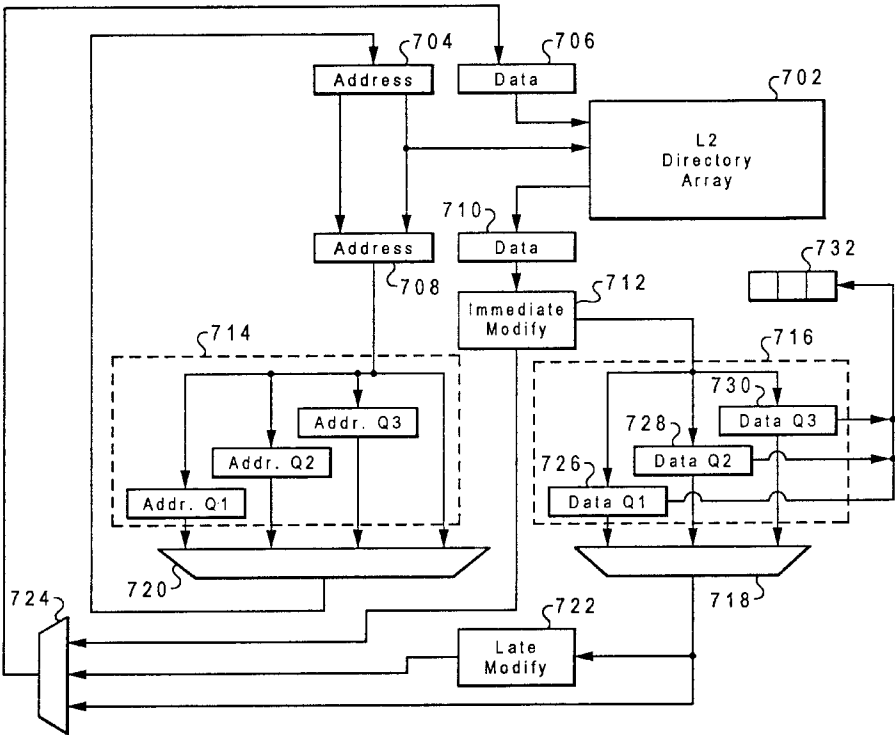 704
706
Address
Data
702
L2
Directory
Array
710
Address
Data
708
712
732
Immediate
Modify
714
716
730
Addr. Q3
728
Data Q3
Addr. Q2
726
Data Q2
Addr. Q1
Data Q1
720
718
724
722
Late
Modify